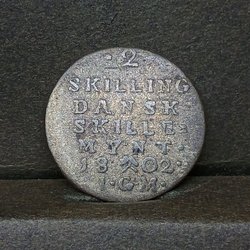 ·2·
SKILLING
DANSK
SKILLE-
MYNT·
18 02·